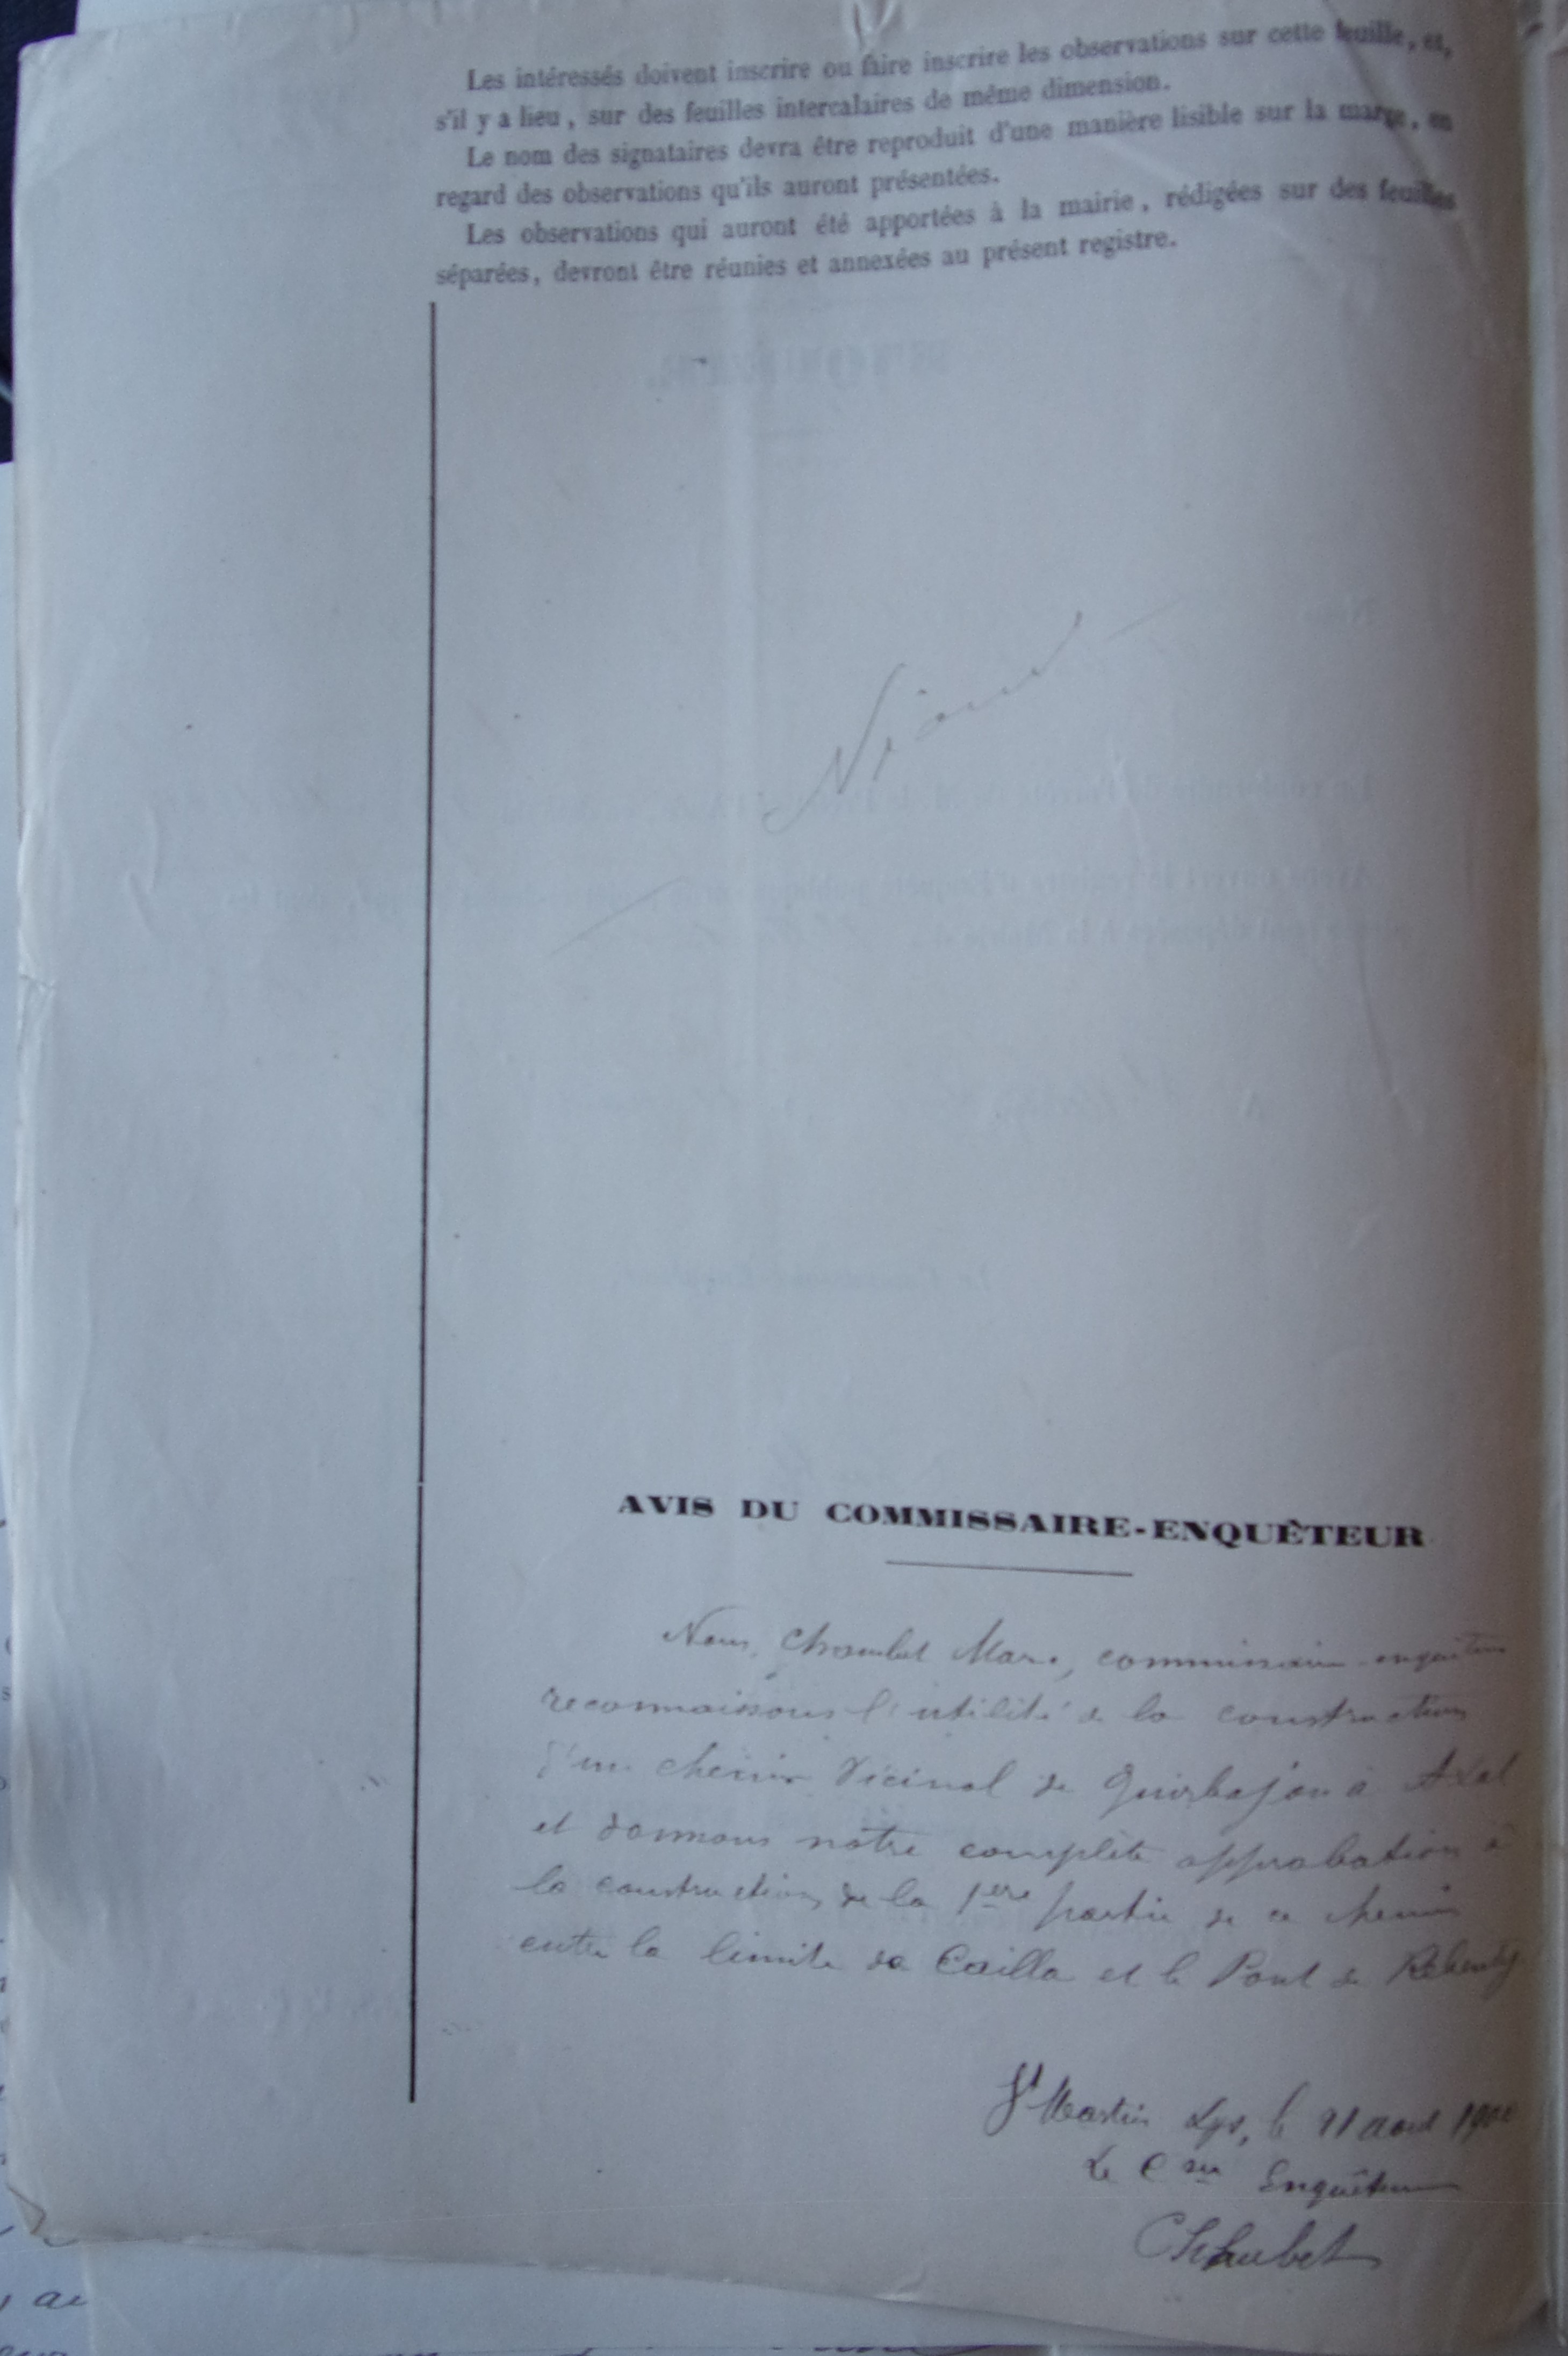 Les intéressés doivent inscrire ou faire inscrire les observations sur cette feuille, et,
s'il y a lieu, sur des feuilles intercalaires de même dimension.
Le nom des signataires devra être reproduit d'une manière lisible sur la marge, en
regard des observations qu'ils auront présentées.
Les observations qui auront été apportées à la mairie, rédigées sur des feuilles
séparées, devront être réunies et annexées au présent registre.
Néant
AVIS DU COMMISSAIRE-ENQUÊTEUR
Nous, Chaubet Marc, commissaire enquêteur
reconnaissons l'utilité de la construction
d'un chemin vicinal de Quirbajou à Axat
et donnons notre complète approbation à
la construction de la 1ère partie de ce chemin
entre la limite de Cailla et le Pont de Rebenty
St Martin Lys, le 21 août
Le Cre Enquêteur
Chaubet